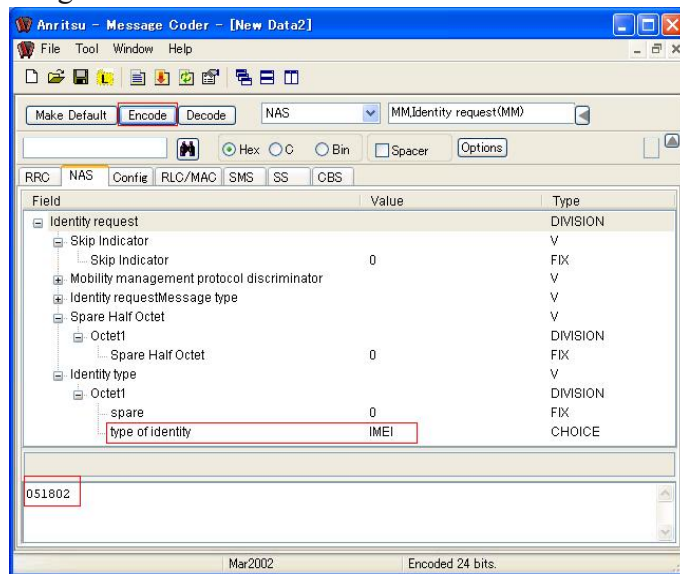 Anritsu - Message Coder - [New Data2]
File Tool Window Help
Make Default Encode Decode NAS MM,Identity request(MM)
Hex C Bin Spacer Options
RRC NAS Config RLC/MAC SMS SS CBS
Field Value Type
Identity request DIVISION
Skip Indicator V
Skip Indicator 0 FIX
Mobility management protocol discriminator V
Identity requestMessage type V
Spare Half Octet V
Octet1 DIVISION
Spare Half Octet 0 FIX
Identity type V
Octet1 DIVISION
spare 0 FIX
type of identity IMEI CHOICE
051802
Mar2002 Encoded 24 bits.